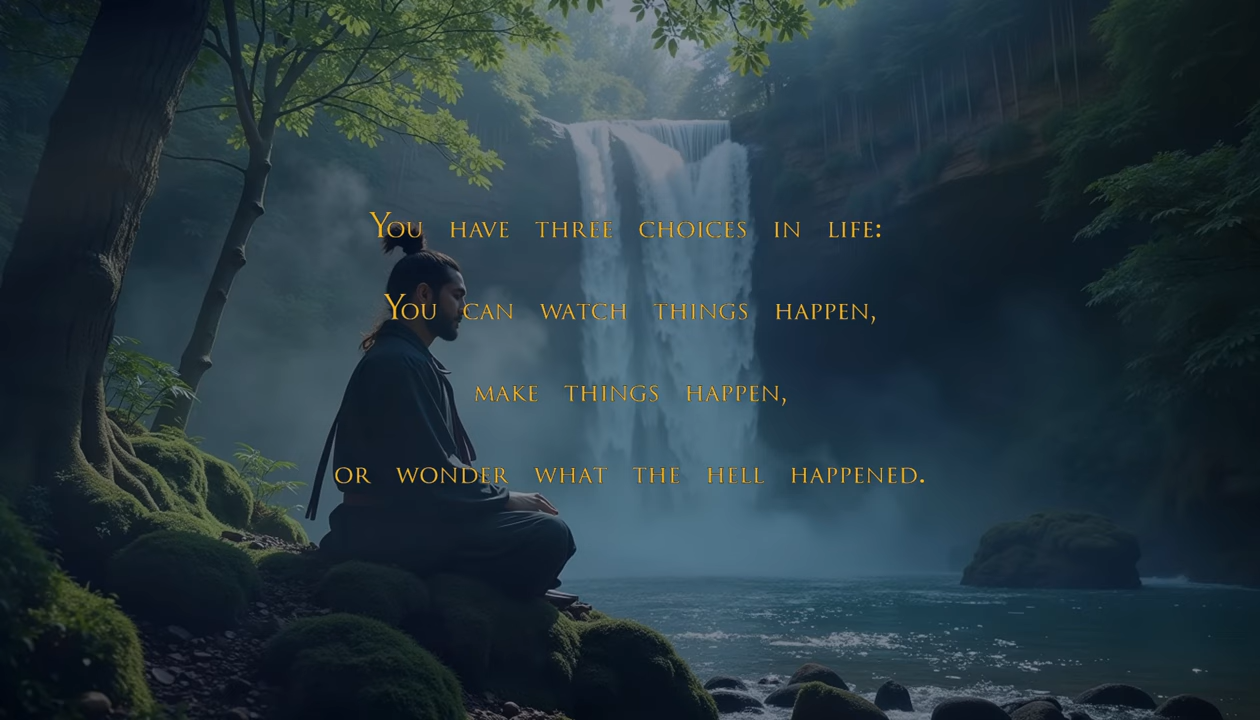 You have three choices in life:
You can watch things happen,
make things happen,
or wonder what the hell happened.